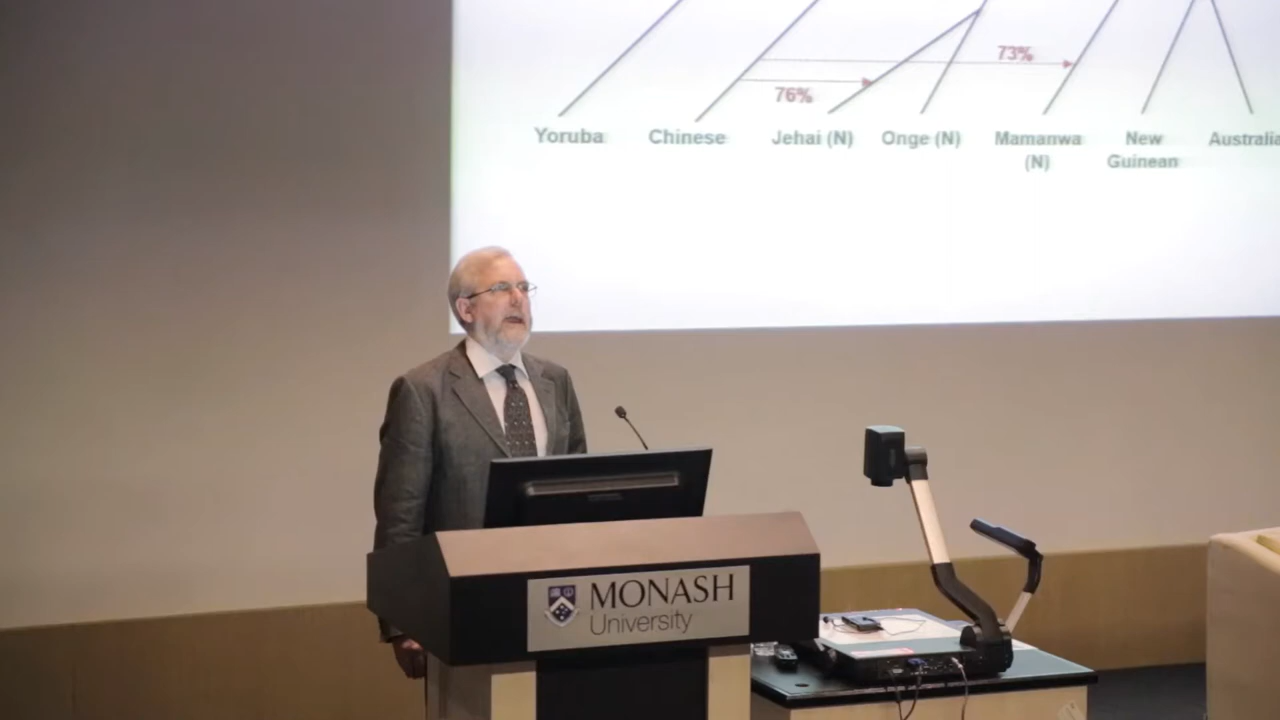 73%
76%
Yoruba
Chinese
Jehai (N)
Onge (N)
Mamanwa
(N)
New
Guinean
Australia
MONASH
University